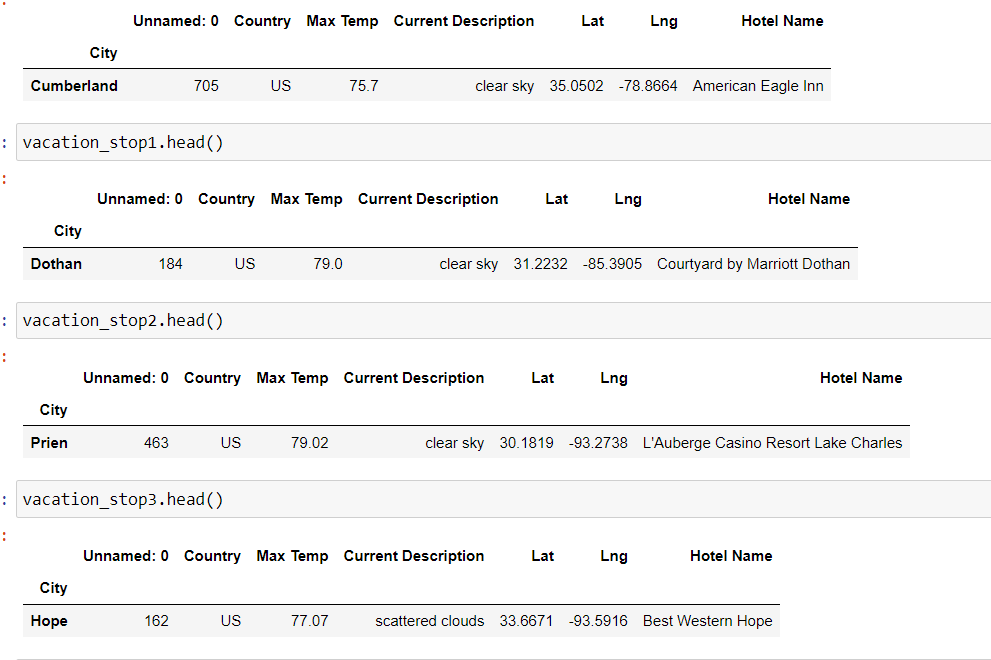 Unnamed: 0 Country Max Temp Current Description Lat Lng Hotel Name
City
Cumberland 705 US 75.7 clear sky 35.0502 -78.8664 American Eagle Inn
: vacation_stop1.head()
:
Unnamed: 0 Country Max Temp Current Description Lat Lng Hotel Name
City
Dothan 184 US 79.0 clear sky 31.2232 -85.3905 Courtyard by Marriott Dothan
: vacation_stop2.head()
:
Unnamed: 0 Country Max Temp Current Description Lat Lng Hotel Name
City
Prien 463 US 79.02 clear sky 30.1819 -93.2738 L'Auberge Casino Resort Lake Charles
: vacation_stop3.head()
:
Unnamed: 0 Country Max Temp Current Description Lat Lng Hotel Name
City
Hope 162 US 77.07 scattered clouds 33.6671 -93.5916 Best Western Hope